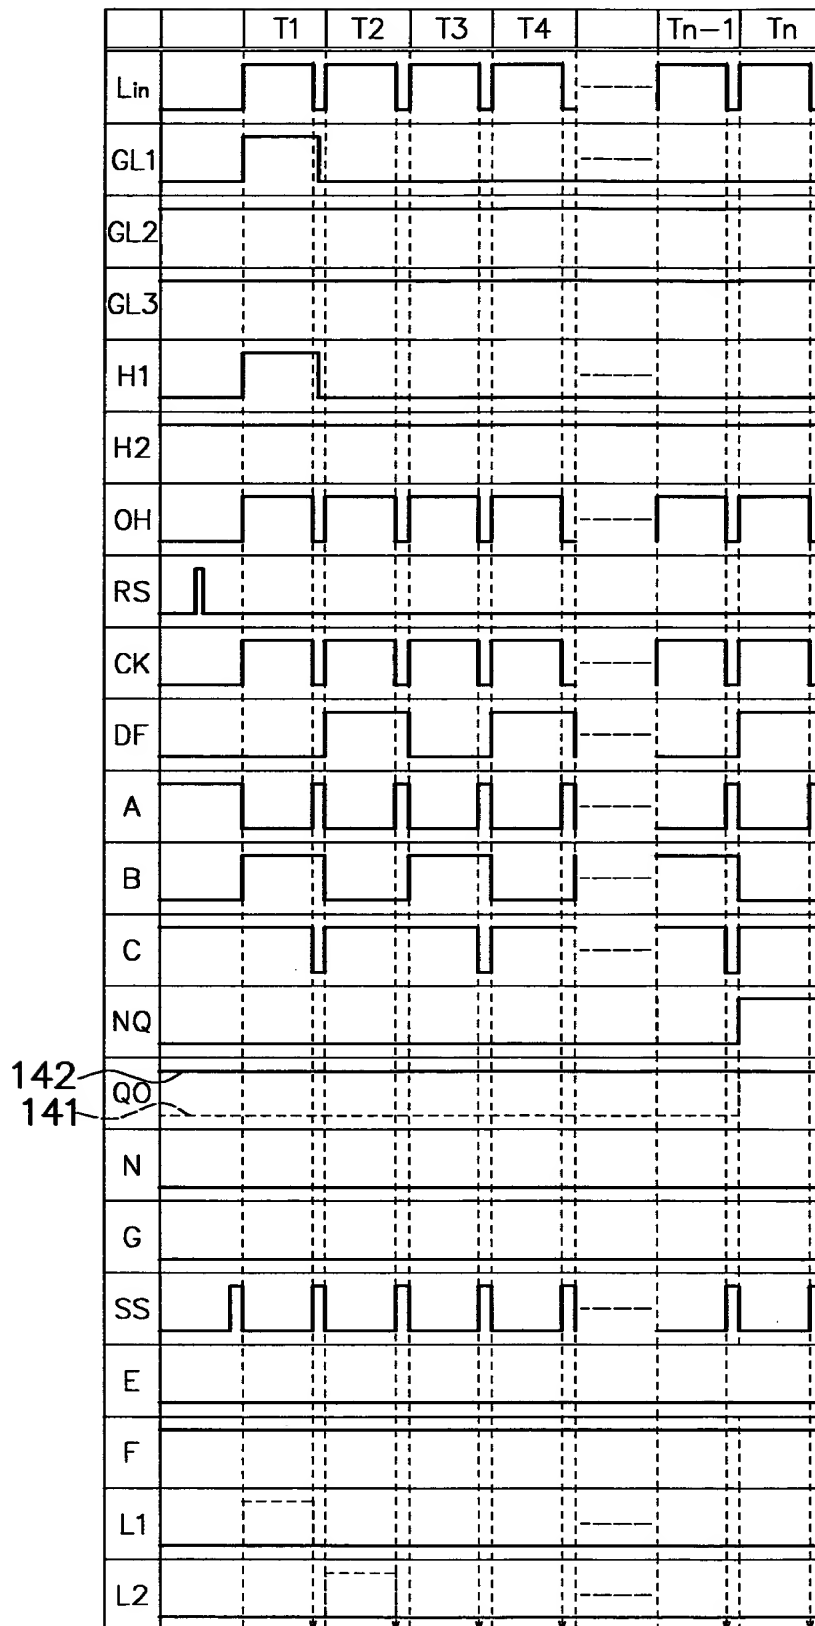 T1 T2 T3 T4 Tn-1 Tn
Lin
GL1
GL2
GL3
H1
H2
OH
RS
CK
DF
A
B
C
NQ
142
QO
141
N
G
SS
E
F
L1
L2